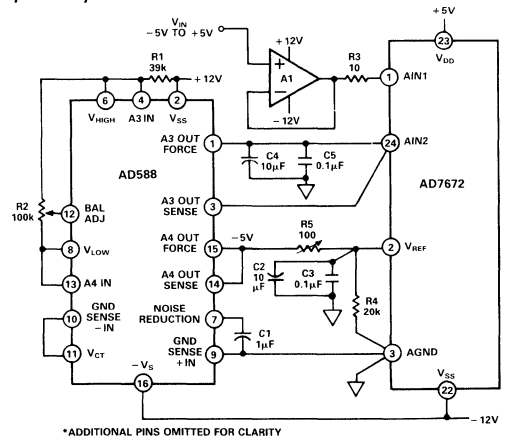 VIN
–5V TO +5V
+5V
23
VDD
+12V
A1
–12V
R3
10
1
AIN1
R1
39k
+12V
6
4
2
VHIGH
A3 IN
VSS
A3 OUT
FORCE
1
C4
10µF
C5
0.1µF
24
AIN2
AD588
AD7672
A3 OUT
SENSE
3
R2
100k
12
BAL
ADJ
A4 OUT
FORCE
15
–5V
R5
100
2
VREF
8
VLOW
A4 OUT
SENSE
14
C2
10
µF
C3
0.1µF
13
A4 IN
R4
20k
10
GND
SENSE
–IN
NOISE
REDUCTION
7
C1
1µF
11
VCT
GND
SENSE
+IN
9
3
AGND
–VS
16
VSS
22
–12V
*ADDITIONAL PINS OMITTED FOR CLARITY